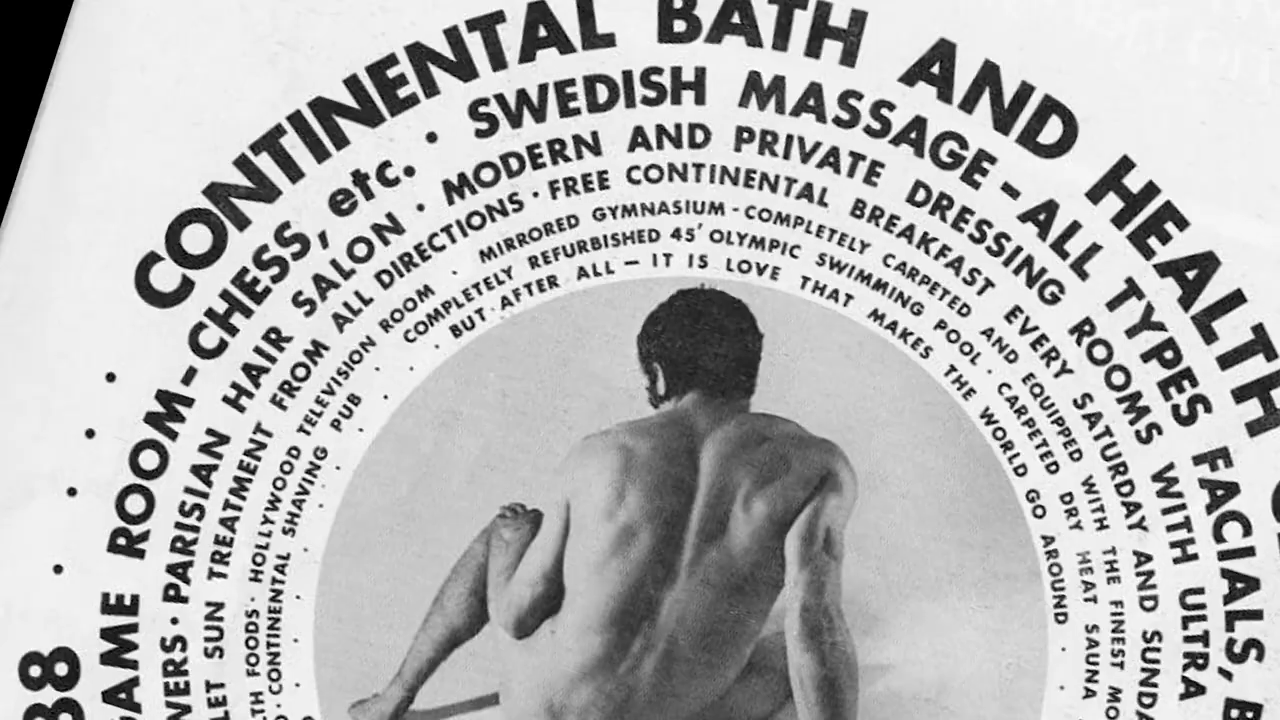 CONTINENTAL BATH AND HEALTH
88
GAME ROOM-CHESS, etc. · SWEDISH MASSAGE - ALL TYPES FACIALS,
PARISIAN HAIR SALON · MODERN AND PRIVATE DRESSING ROOMS WITH ULTRA
SUN TREATMENT FROM ALL DIRECTIONS · FREE CONTINENTAL BREAKFAST EVERY SATURDAY AND
FOODS · HOLLYWOOD TELEVISION ROOM · MIRRORED GYMNASIUM - COMPLETELY CARPETED AND EQUIPPED WITH THE FINEST
CONTINENTAL SHAVING PUB · COMPLETELY REFURBISHED 45' OLYMPIC SWIMMING POOL · CARPETED DRY HEAT SAUNA
BUT · AFTER ALL — IT IS LOVE THAT MAKES THE WORLD GO AROUND